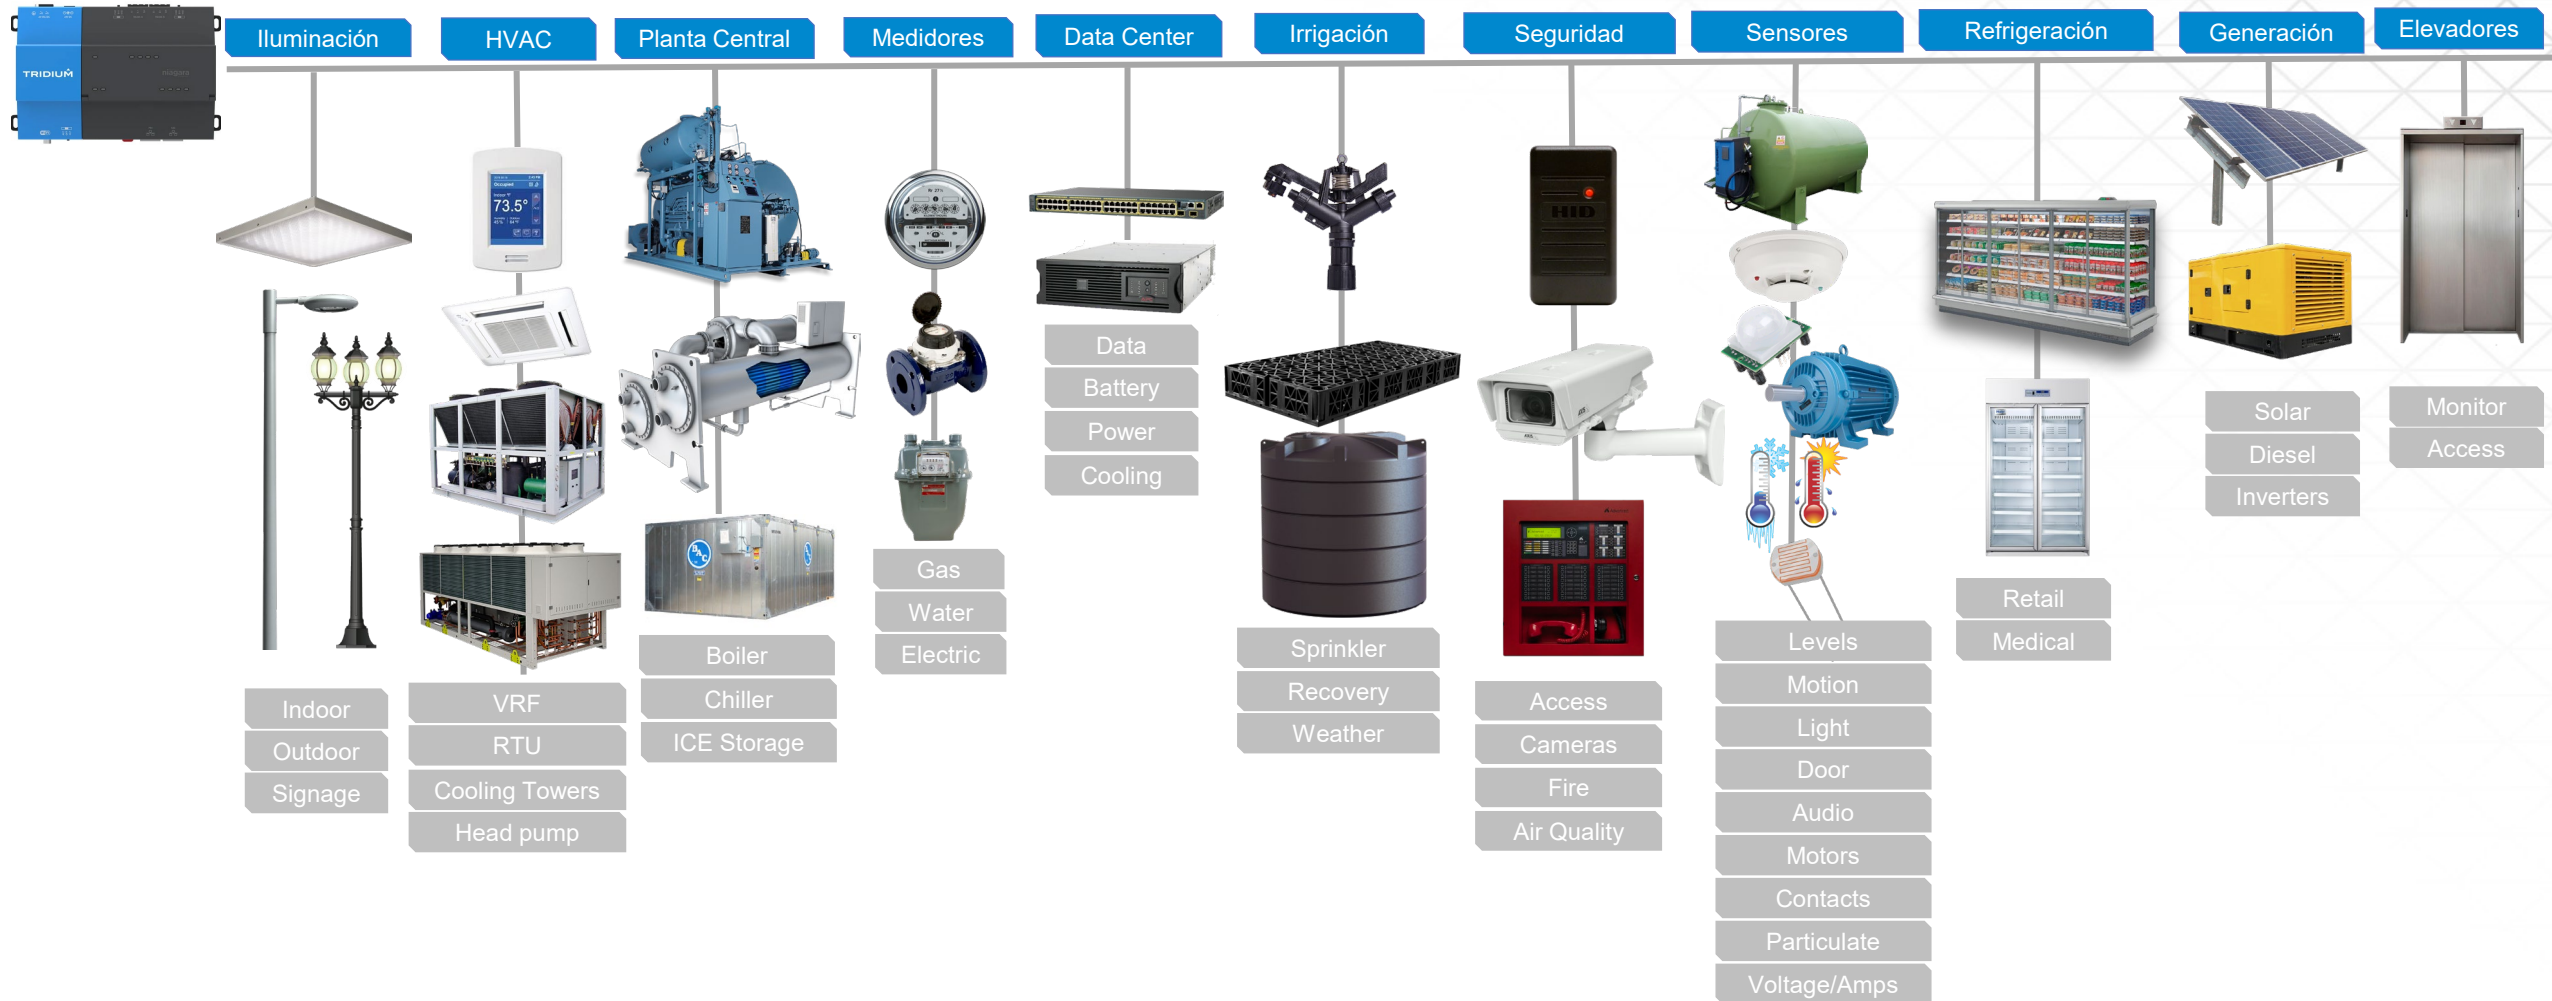 TRIDIUM
niagara
Iluminación
HVAC
Planta Central
Medidores
Data Center
Irrigación
Seguridad
Sensores
Refrigeración
Generación
Elevadores
Occupied
73.5°
HID
BAC
Indoor
Outdoor
Signage
VRF
RTU
Cooling Towers
Head pump
Boiler
Chiller
ICE Storage
Gas
Water
Electric
Data
Battery
Power
Cooling
Sprinkler
Recovery
Weather
Access
Cameras
Fire
Air Quality
Levels
Motion
Light
Door
Audio
Motors
Contacts
Particulate
Voltage/Amps
Retail
Medical
Solar
Diesel
Inverters
Monitor
Access